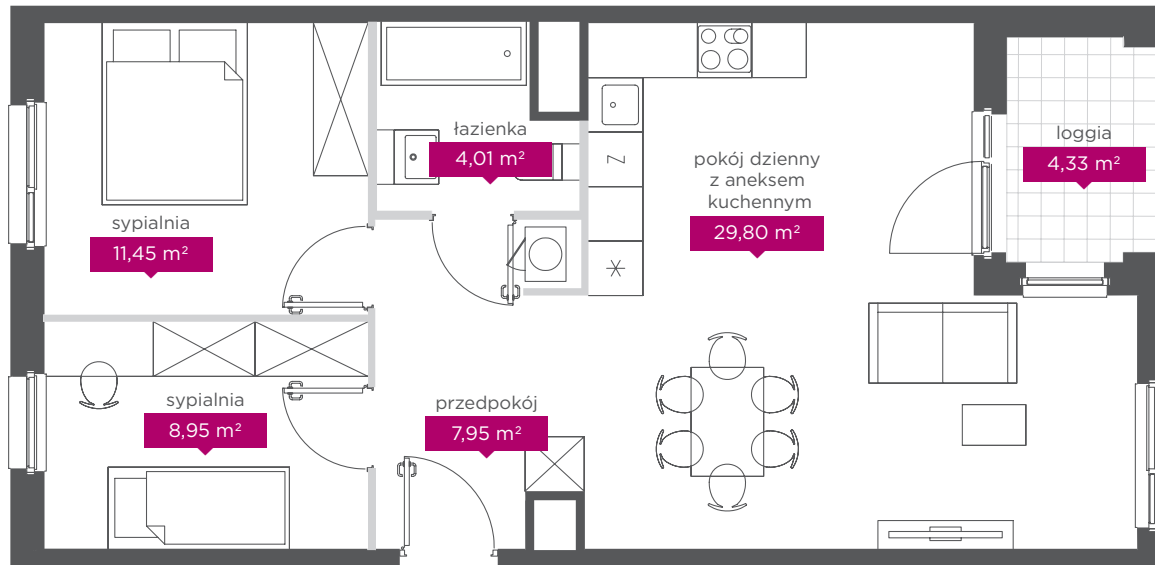 łazienka
4,01 m²
pokój dzienny
z aneksem
kuchennym
29,80 m²
loggia
4,33 m²
sypialnia
11,45 m²
Z
sypialnia
8,95 m²
przedpokój
7,95 m²